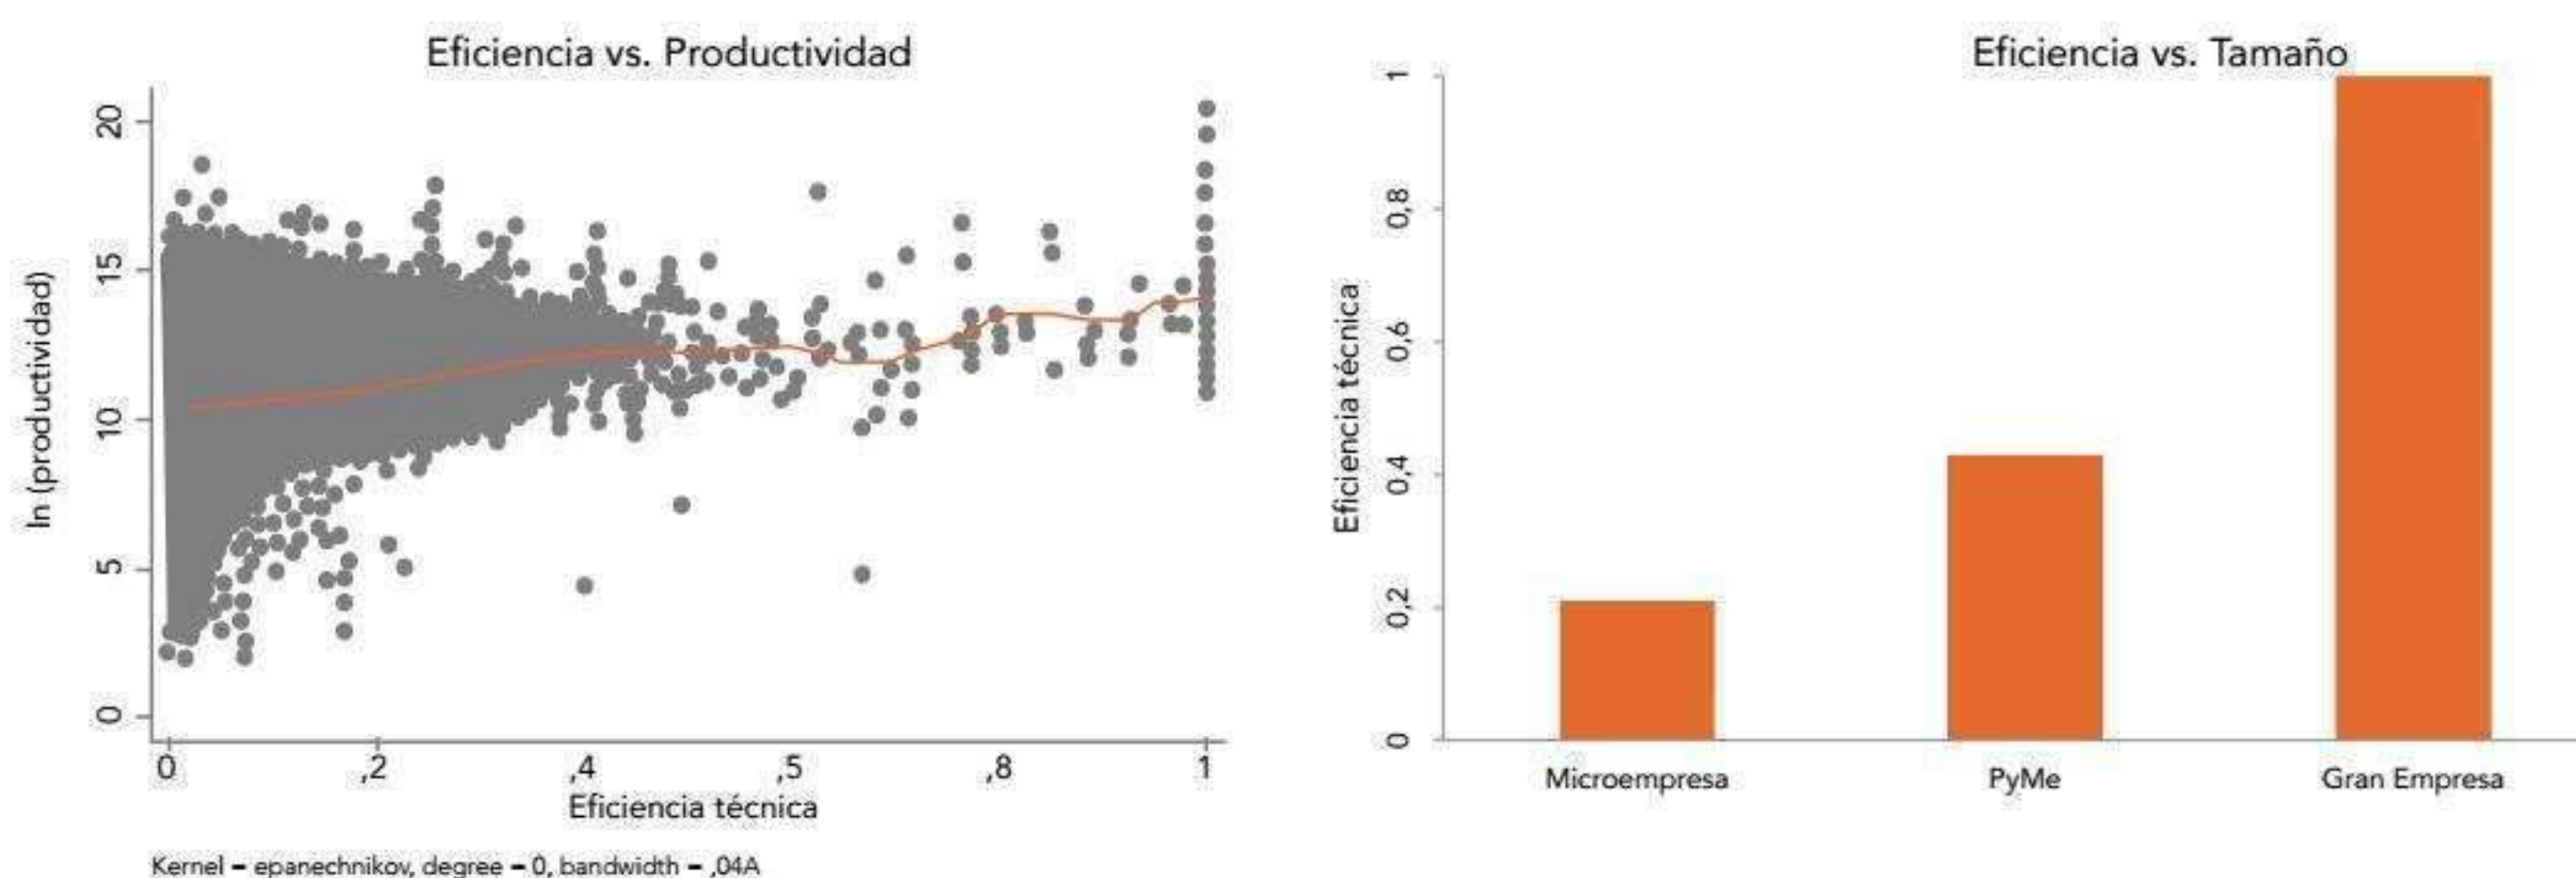 Eficiencia vs. Productividad
20
15
10
5
0
ln (productividad)
0 ,2 ,4 ,5 ,8 1
Eficiencia técnica
Kernel – epanechnikov, degree – 0, bandwidth – ,04A
Eficiencia vs. Tamaño
1
0,8
0,6
0,4
0,2
0
Eficiencia técnica
Microempresa PyMe Gran Empresa